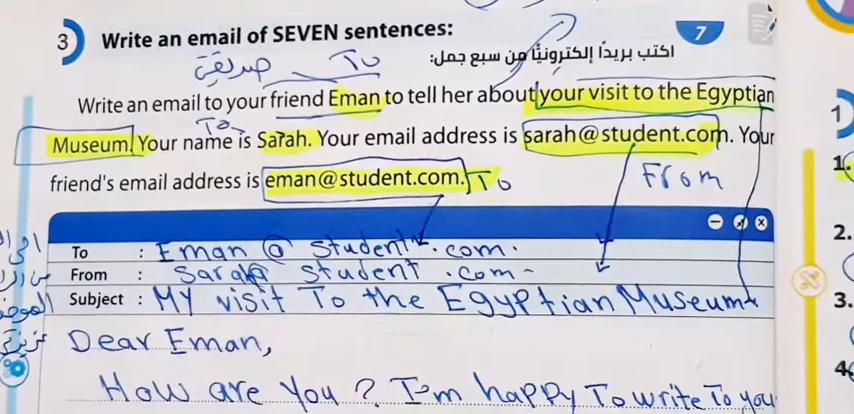 3 Write an email of SEVEN sentences: 7
اكتب بريدًا إلكترونيًّا من سبع جمل:
صديقتي To
Write an email to your friend Eman to tell her about your visit to the Egyptian
To
Museum. Your name is Sarah. Your email address is sarah@student.com. Your
friend's email address is eman@student.com. To From
To : Eman @ student.com.
From : Sarah@ student .com
Subject : MY visit To the Egyptian Museum
Dear Eman,
How are You ? I'm happy To write To you
1
1.
2.
3.
4.